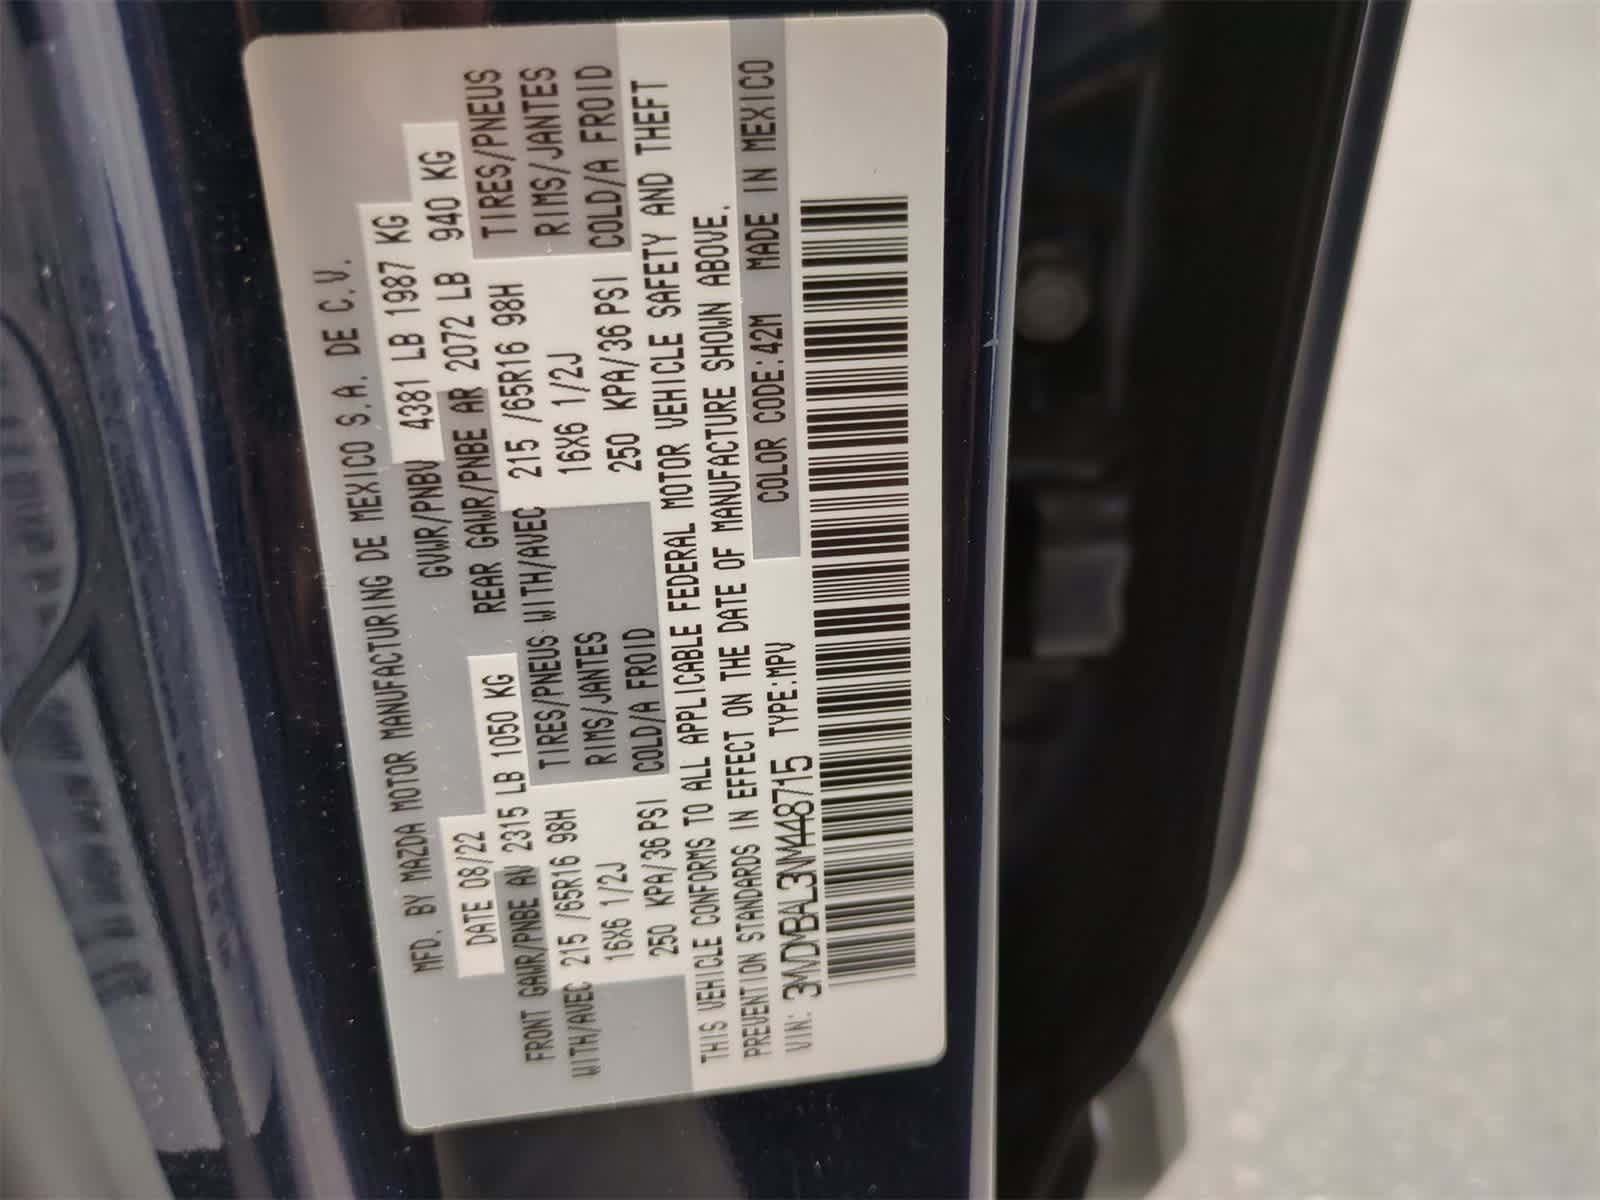 MFD. BY MAZDA MOTOR MANUFACTURING DE MEXICO S.A. DE C.V.
DATE 08/22 GVWR/PNBV 4381 LB 1987 KG
FRONT GAWR/PNBE AV 2315 LB 1050 KG REAR GAWR/PNBE AR 2072 LB 940 KG
WITH/AVEC 215 /65R16 98H TIRES/PNEUS WITH/AVEC 215 /65R16 98H TIRES/PNEUS
16X6 1/2J RIMS/JANTES 16X6 1/2J RIMS/JANTES
250 KPA/36 PSI COLD/A FROID 250 KPA/36 PSI COLD/A FROID
THIS VEHICLE CONFORMS TO ALL APPLICABLE FEDERAL MOTOR VEHICLE SAFETY AND THEFT
PREVENTION STANDARDS IN EFFECT ON THE DATE OF MANUFACTURE SHOWN ABOVE.
VIN: 3MVDMBAL3NM448715 TYPE:MPV COLOR CODE:42M MADE IN MEXICO